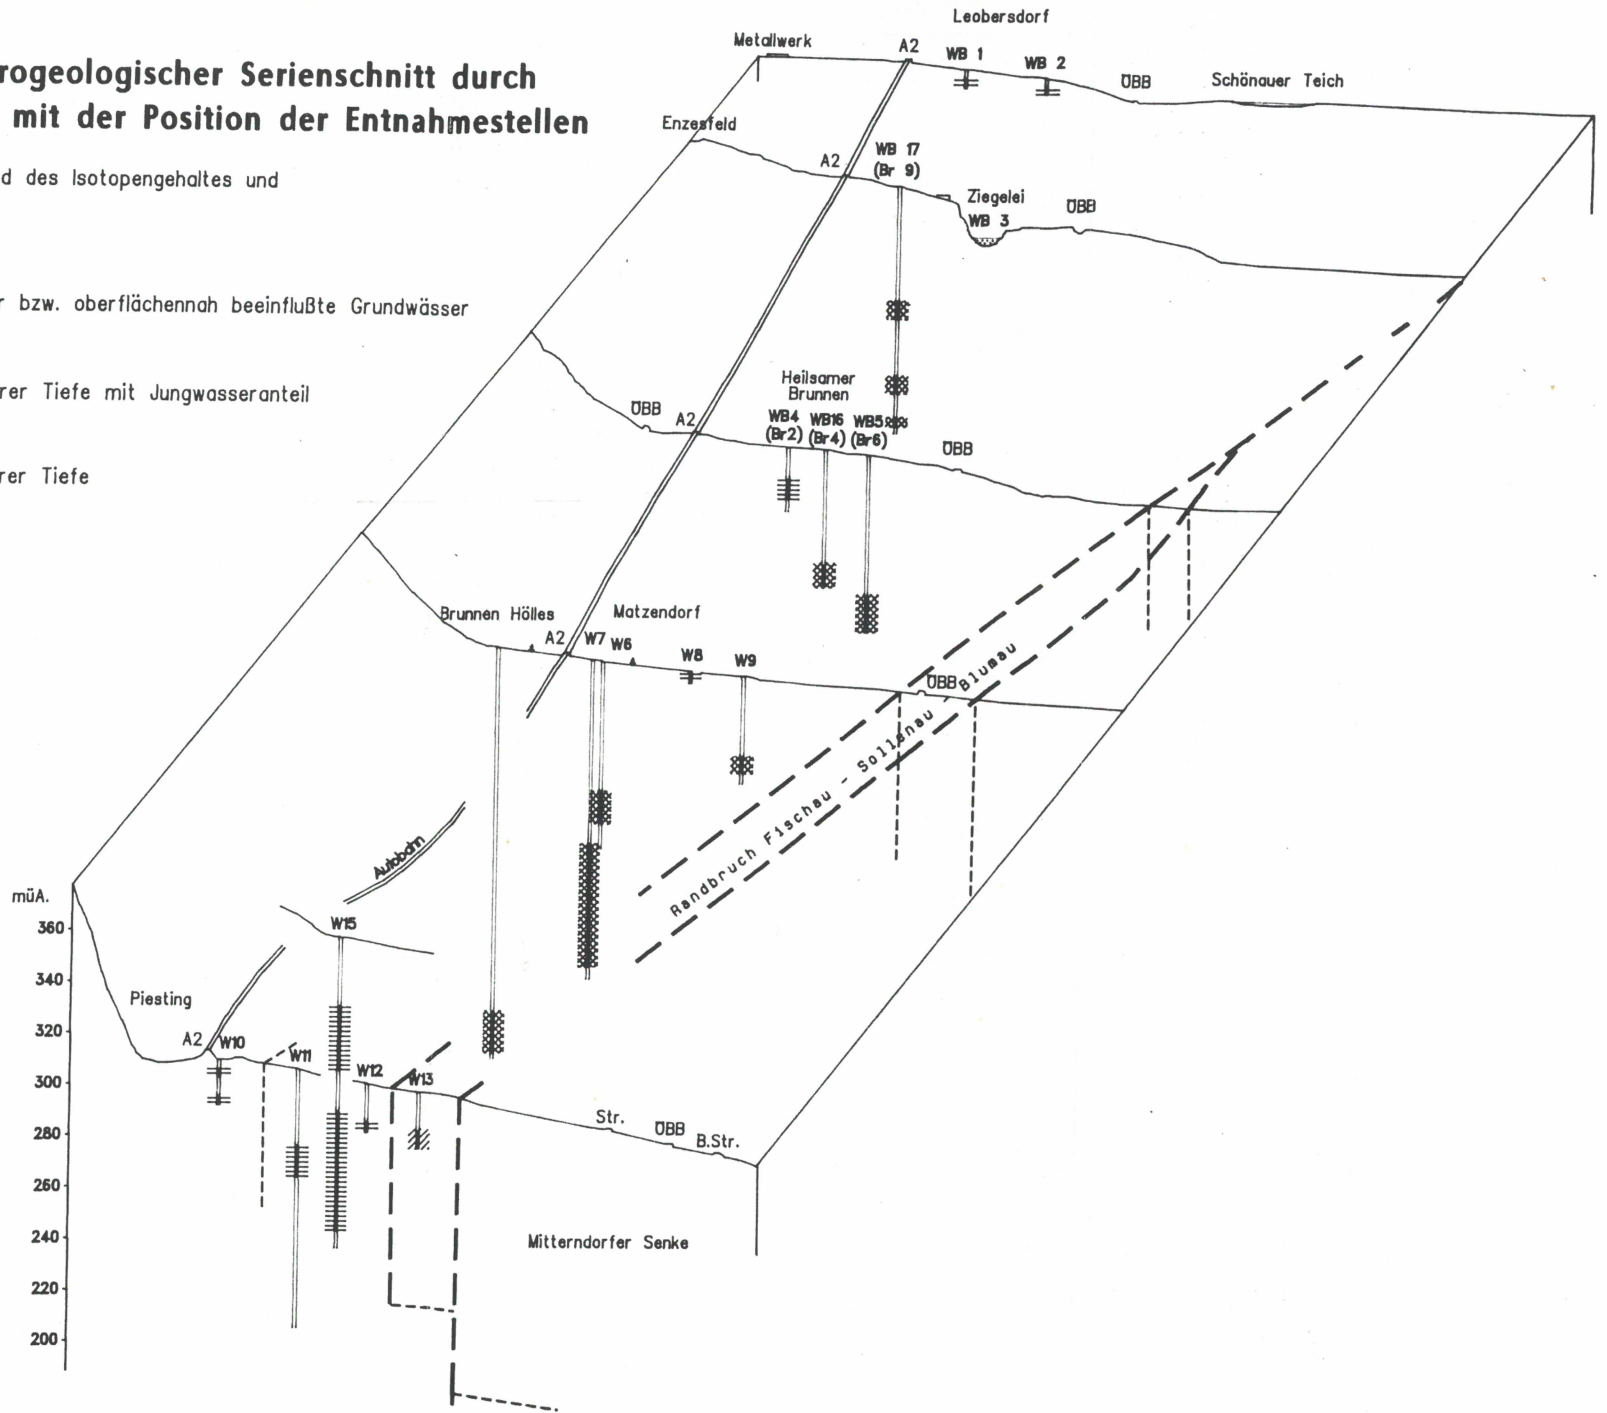 rogeologischer Serienschnitt durch
mit der Position der Entnahmestellen
d des Isotopengehaltes und
r bzw. oberflächennah beeinflußte Grundwässer
rer Tiefe mit Jungwasseranteil
rer Tiefe
Leobersdorf
Metallwerk
A2
WB 1
WB 2
ÜBB
Schönauer Teich
Enzesfeld
A2
WB 17
(Br 9)
Ziegelei
WB 3
ÜBB
Heilsamer
Brunnen
ÜBB
A2
WB4
(Br2)
WB16
(Br4)
WB5
(Br6)
ÜBB
Brunnen Hölles
A2
W7
W6
Matzendorf
W8
W9
ÜBB
Randbruch Fischau - Sollenau - Blumau
Autobahn
müA.
360
340
320
300
280
260
240
220
200
Piesting
A2
W10
W11
W15
W12
W13
Str.
ÜBB
B.Str.
Mitterndorfer Senke